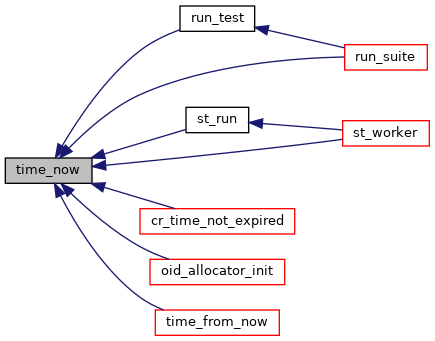 run_test
run_suite
st_run
st_worker
time_now
cr_time_not_expired
oid_allocator_init
time_from_now